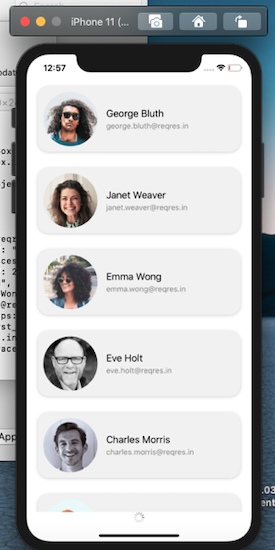 Search
iPhone 11 (...
12:57
George Bluth
george.bluth@reqres.in
Janet Weaver
janet.weaver@reqres.in
Emma Wong
emma.wong@reqres.in
Eve Holt
eve.holt@reqres.in
Charles Morris
charles.morris@reqres.in